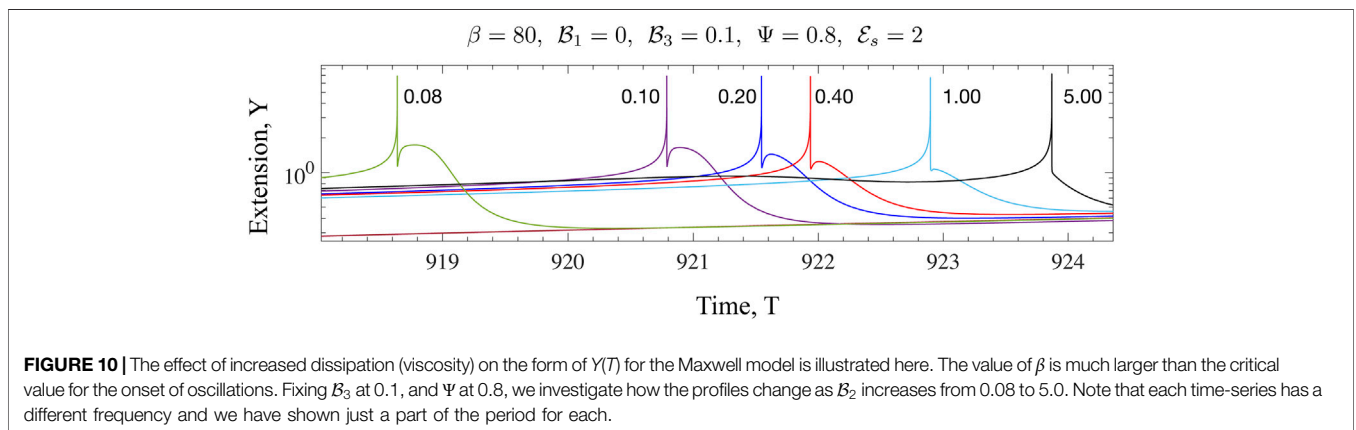 β = 80, ℬ₁ = 0, ℬ₃ = 0.1, Ψ = 0.8, ℰₛ = 2
Extension, Y
10⁰
0.08 0.10 0.20 0.40 1.00 5.00
919 920 921 922 923 924
Time, T
FIGURE 10 | The effect of increased dissipation (viscosity) on the form of Y(T) for the Maxwell model is illustrated here. The value of β is much larger than the critical
value for the onset of oscillations. Fixing ℬ₃ at 0.1, and Ψ at 0.8, we investigate how the profiles change as ℬ₂ increases from 0.08 to 5.0. Note that each time-series has a
different frequency and we have shown just a part of the period for each.